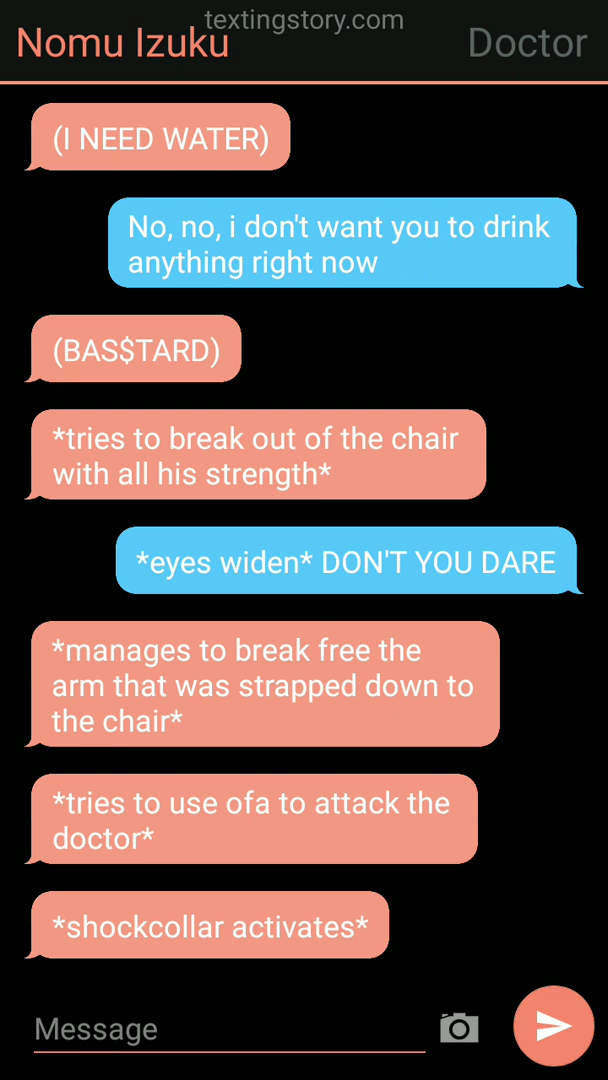 textingstory.com
Nomu Izuku
Doctor
(I NEED WATER)
No, no, i don't want you to drink
anything right now
(BAS$TARD)
*tries to break out of the chair
with all his strength*
*eyes widen* DON'T YOU DARE
*manages to break free the
arm that was strapped down to
the chair*
*tries to use ofa to attack the
doctor*
*shockcollar activates*
Message